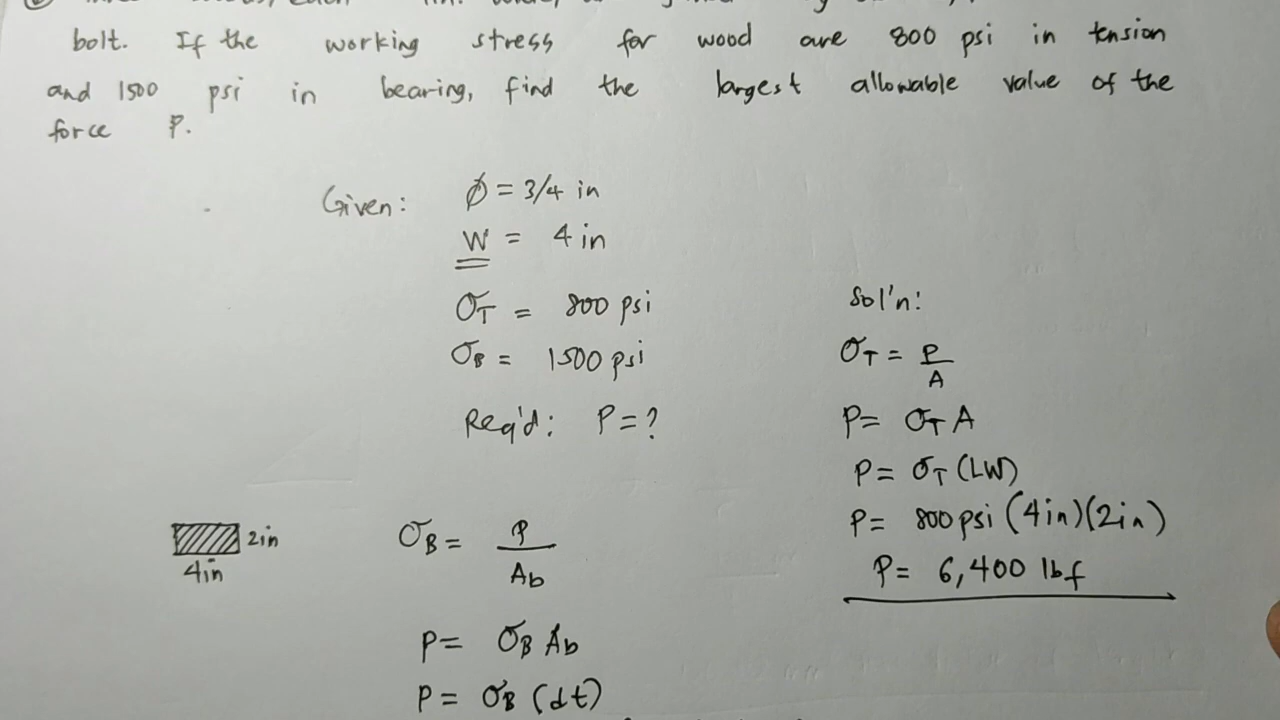 bolt. If the working stress for wood are 800 psi in tension
and 1500 psi in bearing, find the largest allowable value of the
force P.
Given: Ø = 3/4 in
W = 4 in
σT = 800 psi
σB = 1500 psi
Req'd: P = ?
Sol'n:
σT = P/A
P = σT A
P = σT (LW)
P = 800 psi (4in)(2in)
P = 6,400 lbf
2in
4in
σB = P/Ab
P = σB Ab
P = σB (dt)